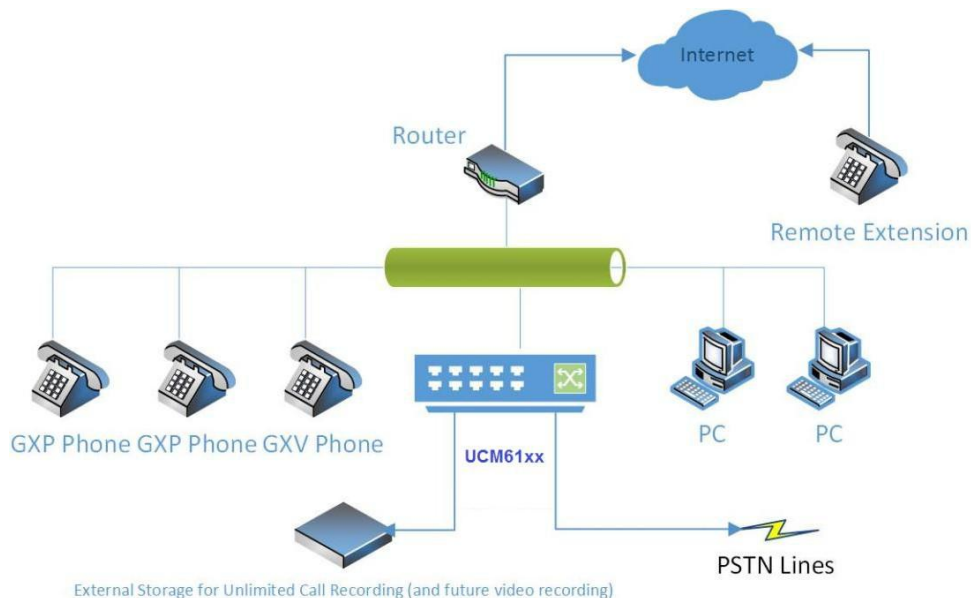 Internet
Router
Remote Extension
GXP Phone GXP Phone GXV Phone
PC PC
UCM61xx
PSTN Lines
External Storage for Unlimited Call Recording (and future video recording)